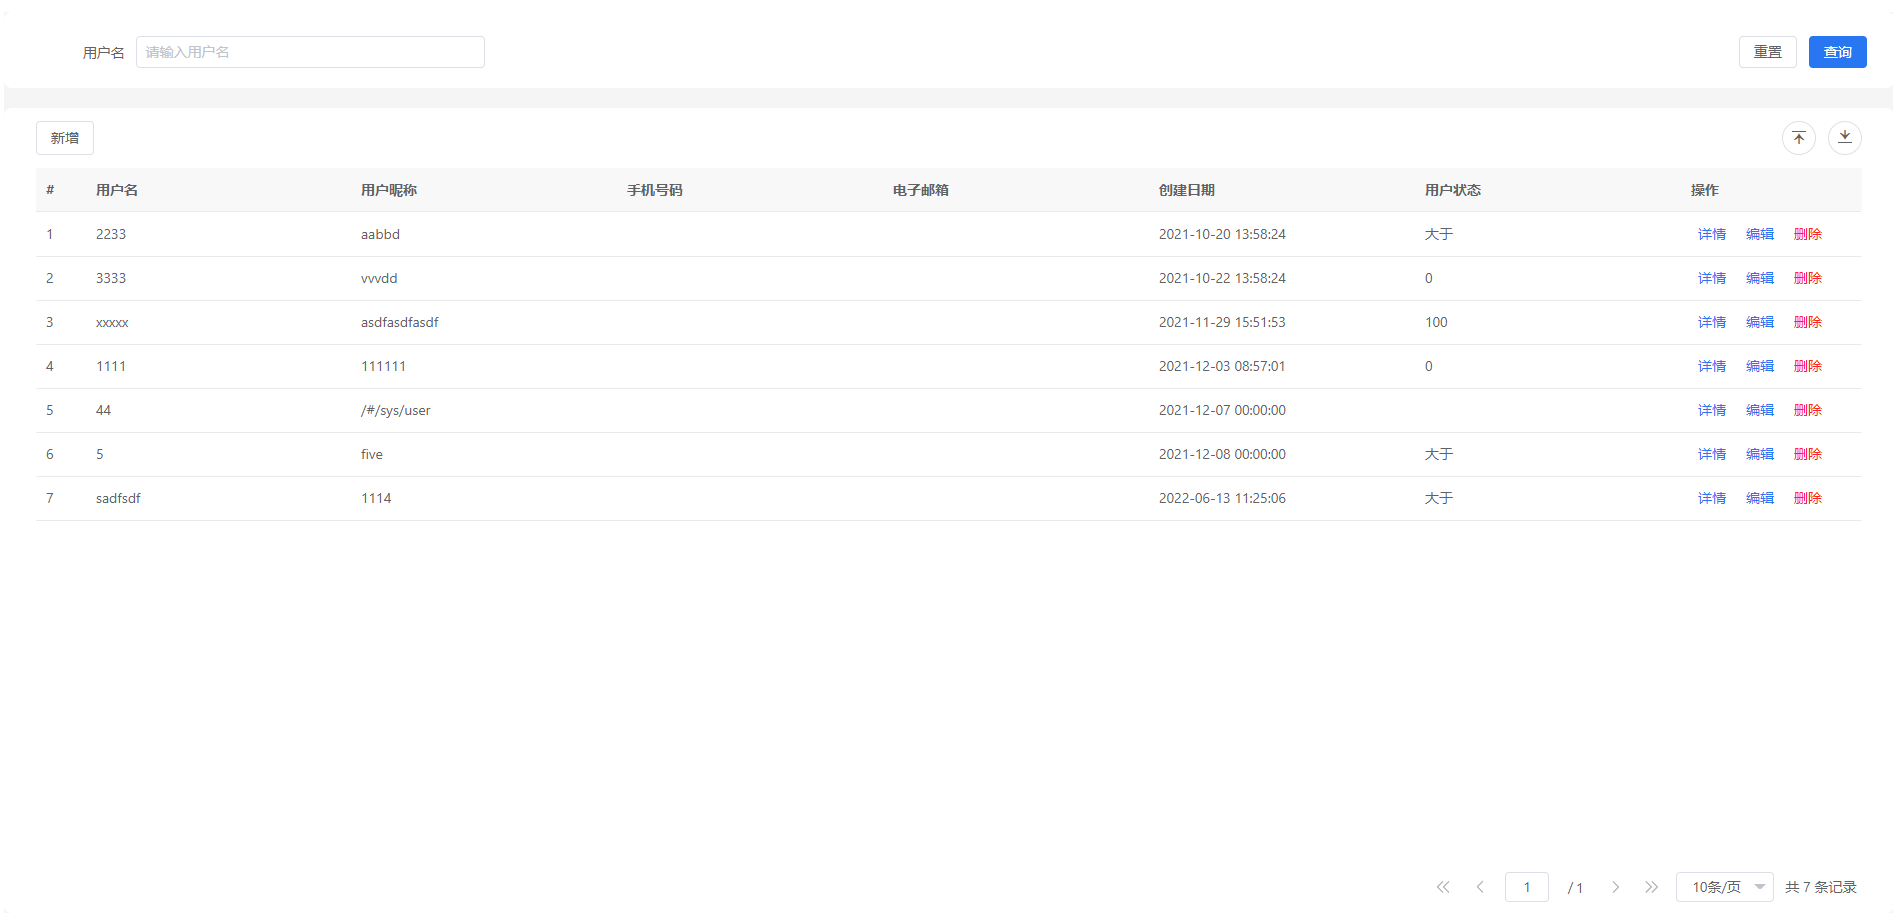 用户名 请输入用户名 重置 查询
新增
# 用户名 用户昵称 手机号码 电子邮箱 创建日期 用户状态 操作
1 2233 aabbd 2021-10-20 13:58:24 大于 详情 编辑 删除
2 3333 vvvdd 2021-10-22 13:58:24 0 详情 编辑 删除
3 xxxxx asdfasdfasdf 2021-11-29 15:51:53 100 详情 编辑 删除
4 1111 111111 2021-12-03 08:57:01 0 详情 编辑 删除
5 44 /#/sys/user 2021-12-07 00:00:00 详情 编辑 删除
6 5 five 2021-12-08 00:00:00 大于 详情 编辑 删除
7 sadfsdf 1114 2022-06-13 11:25:06 大于 详情 编辑 删除
1 / 1 10条/页 共 7 条记录